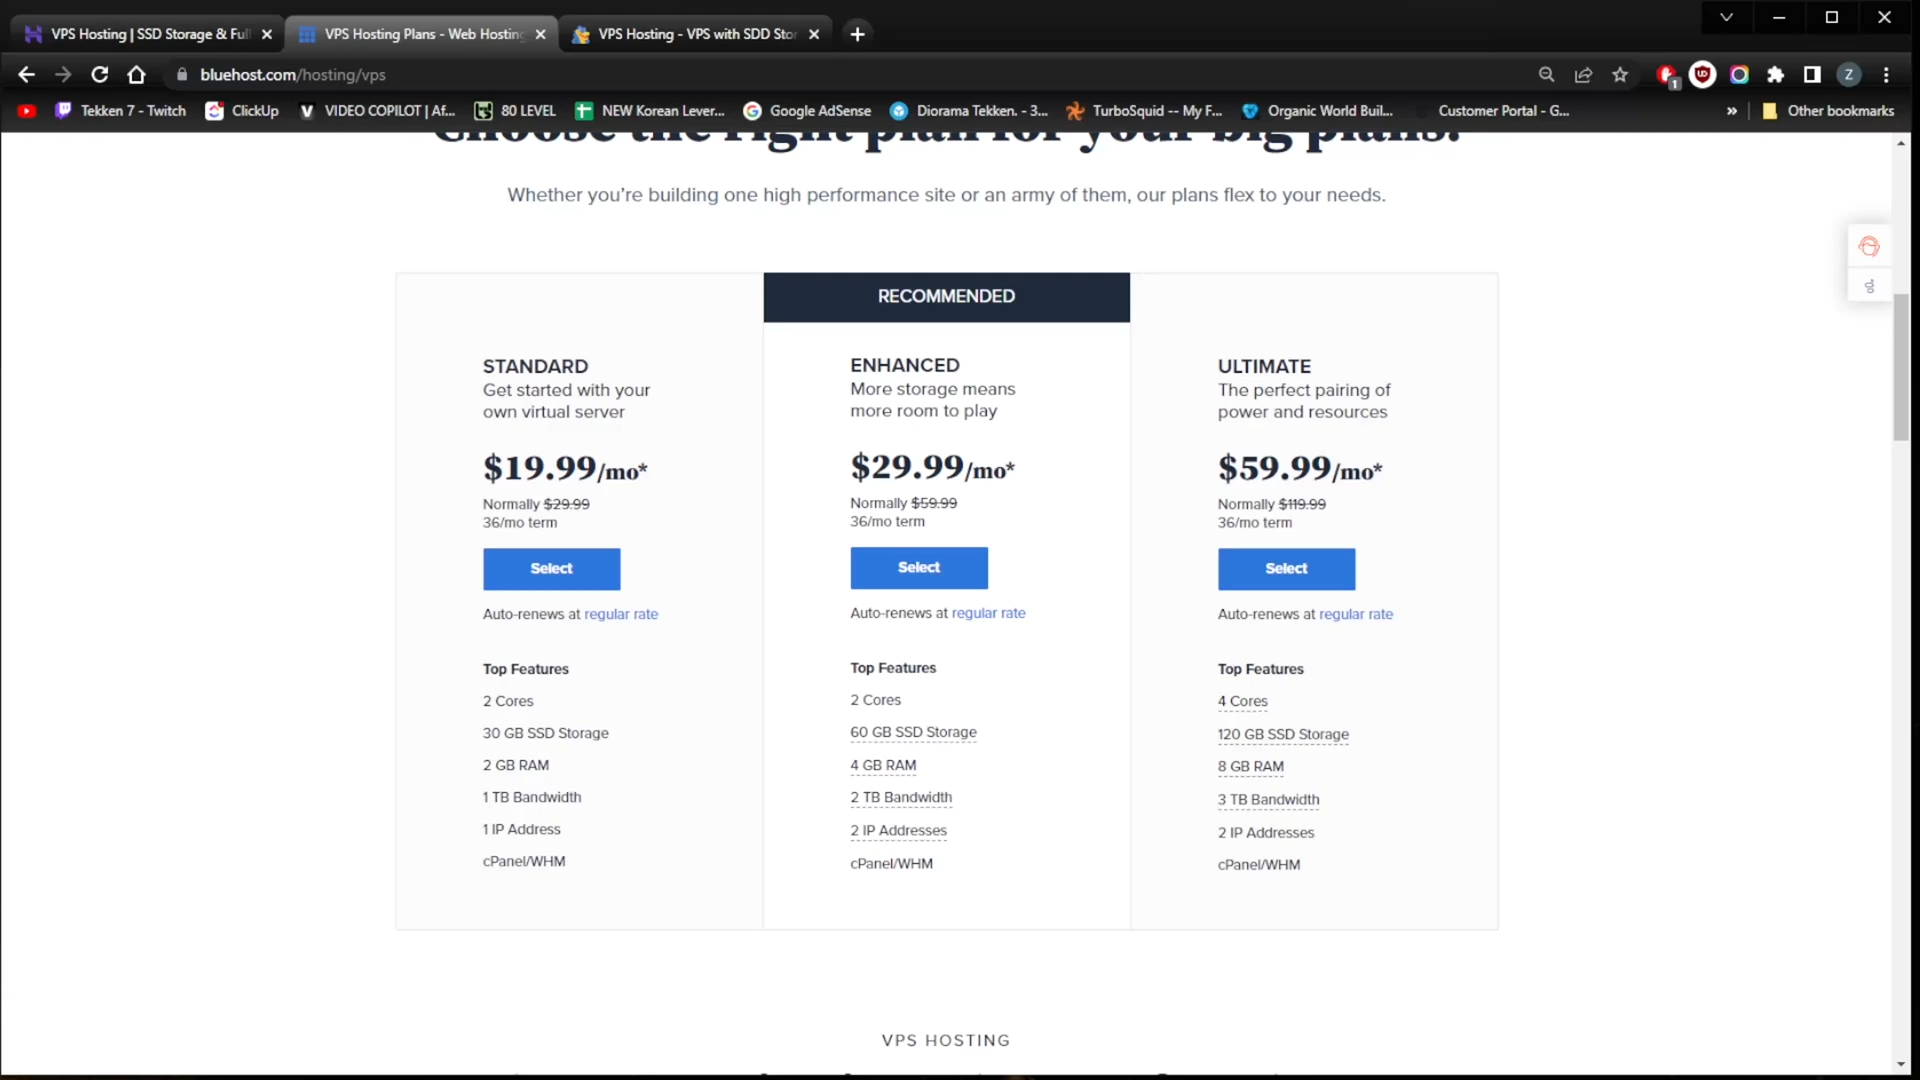 VPS Hosting | SSD Storage & Ful
VPS Hosting Plans - Web Hosting
VPS Hosting - VPS with SDD Stor
bluehost.com/hosting/vps
1
Z
Tekken 7 - Twitch
ClickUp
VIDEO COPILOT | Af...
80 LEVEL
NEW Korean Lever...
Google AdSense
Diorama Tekken. - 3...
TurboSquid -- My F...
Organic World Buil...
Customer Portal - G...
»
Other bookmarks
Choose the right plan for your big plans.
Whether you're building one high performance site or an army of them, our plans flex to your needs.
RECOMMENDED
STANDARD
Get started with your
own virtual server
$19.99/mo*
Normally $29.99
36/mo term
Select
Auto-renews at regular rate
Top Features
2 Cores
30 GB SSD Storage
2 GB RAM
1 TB Bandwidth
1 IP Address
cPanel/WHM
ENHANCED
More storage means
more room to play
$29.99/mo*
Normally $59.99
36/mo term
Select
Auto-renews at regular rate
Top Features
2 Cores
60 GB SSD Storage
4 GB RAM
2 TB Bandwidth
2 IP Addresses
cPanel/WHM
ULTIMATE
The perfect pairing of
power and resources
$59.99/mo*
Normally $119.99
36/mo term
Select
Auto-renews at regular rate
Top Features
4 Cores
120 GB SSD Storage
8 GB RAM
3 TB Bandwidth
2 IP Addresses
cPanel/WHM
VPS HOSTING